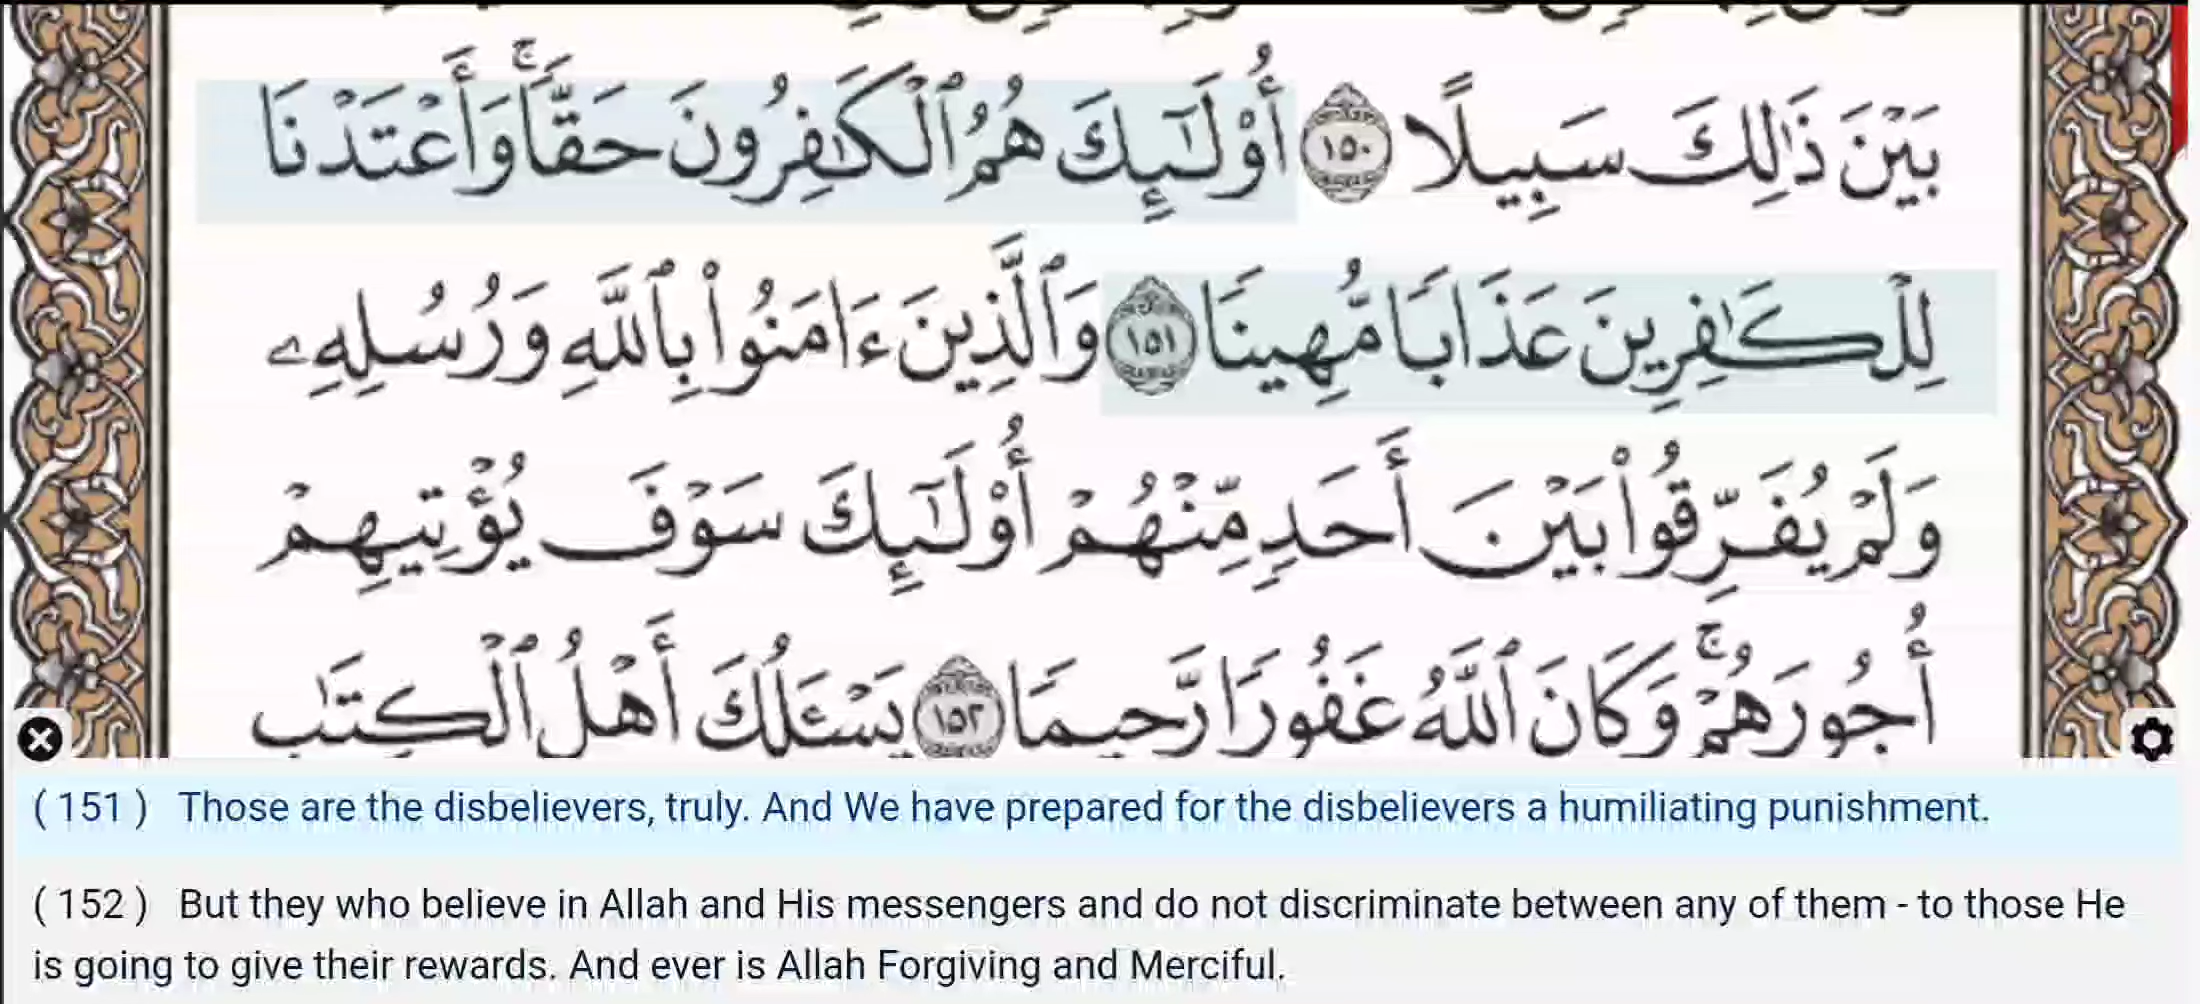 بَيْنَ ذَٰلِكَ سَبِيلًا ١٥٠ أُوْلَٰٓئِكَ هُمُ ٱلْكَٰفِرُونَ حَقًّا ۚ وَأَعْتَدْنَا
لِلْكَٰفِرِينَ عَذَابًا مُّهِينًا ١٥١ وَٱلَّذِينَ ءَامَنُوا۟ بِٱللَّهِ وَرُسُلِهِۦ
وَلَمْ يُفَرِّقُوا۟ بَيْنَ أَحَدٍ مِّنْهُمْ أُوْلَٰٓئِكَ سَوْفَ يُؤْتِيهِمْ
أُجُورَهُمْ ۚ وَكَانَ ٱللَّهُ غَفُورًا رَّحِيمًا ١٥٢ يَسْـَٔلُكَ أَهْلُ ٱلْكِتَٰبِ
( 151 ) Those are the disbelievers, truly. And We have prepared for the disbelievers a humiliating punishment.
( 152 ) But they who believe in Allah and His messengers and do not discriminate between any of them - to those He
is going to give their rewards. And ever is Allah Forgiving and Merciful.